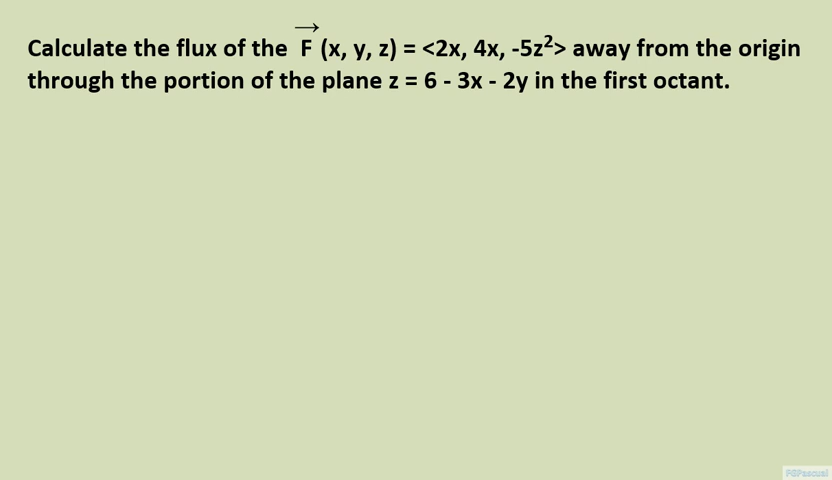 Calculate the flux of the F⃗ (x, y, z) = <2x, 4x, -5z²> away from the origin
through the portion of the plane z = 6 - 3x - 2y in the first octant.
PGPascual